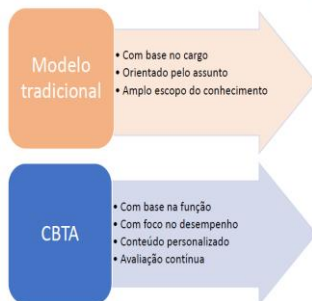 Modelo
tradicional
• Com base no cargo
• Orientado pelo assunto
• Amplo escopo do conhecimento
CBTA
• Com base na função
• Com foco no desempenho
• Conteúdo personalizado
• Avaliação contínua